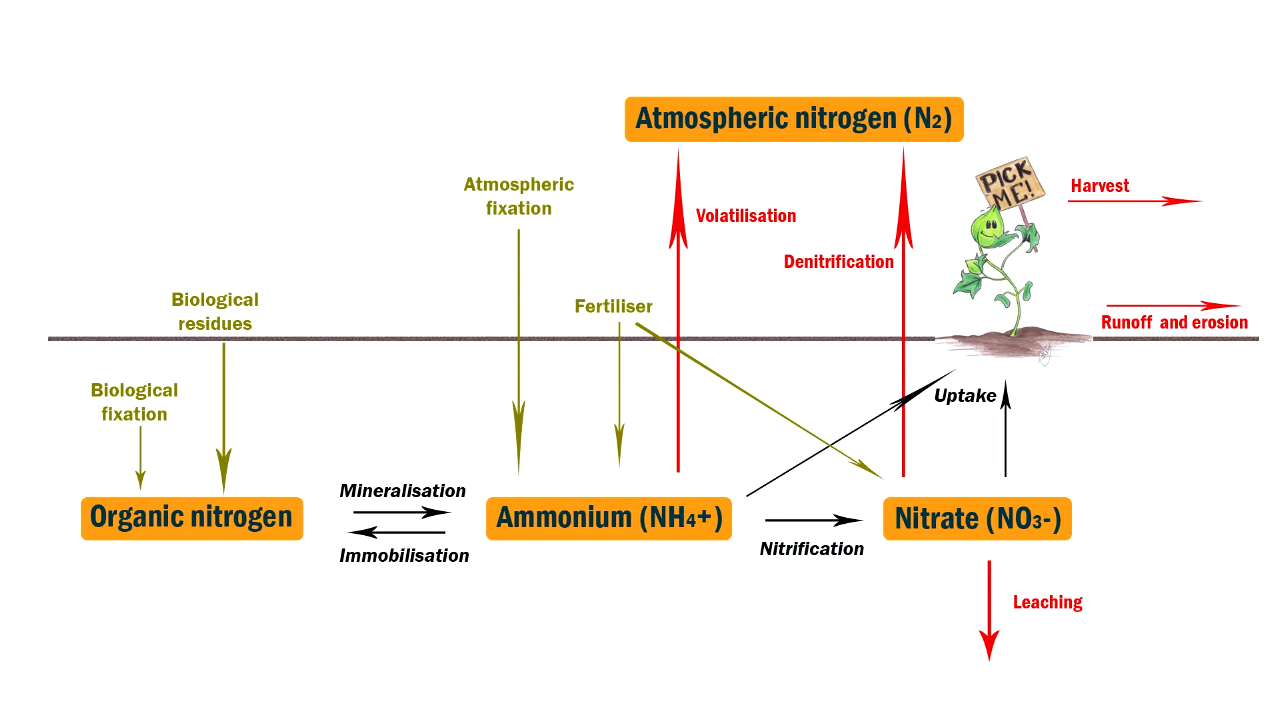 Atmospheric nitrogen (N2)
Atmospheric
fixation
PICK
ME!
Harvest
Volatilisation
Denitrification
Biological
residues
Fertiliser
Runoff and erosion
Biological
fixation
Uptake
Mineralisation
Organic nitrogen
Ammonium (NH4+)
Nitrate (NO3-)
Immobilisation
Nitrification
Leaching